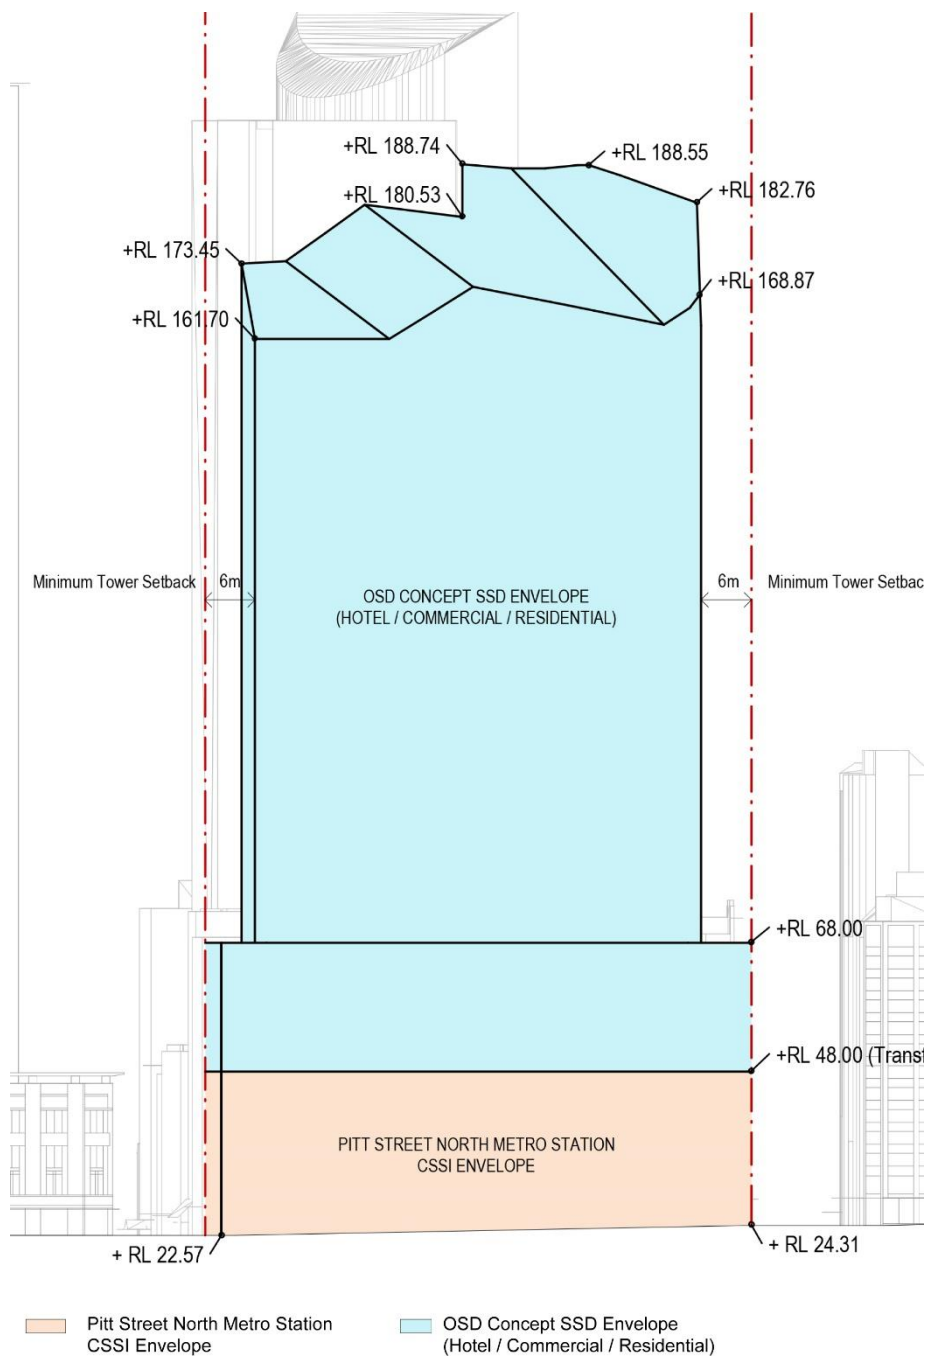 +RL 188.74
+RL 188.55
+RL 180.53
+RL 182.76
+RL 173.45
+RL 168.87
+RL 161.70
Minimum Tower Setback
6m
OSD CONCEPT SSD ENVELOPE
(HOTEL / COMMERCIAL / RESIDENTIAL)
6m
Minimum Tower Setbac
+RL 68.00
+RL 48.00 (Transf
PITT STREET NORTH METRO STATION
CSSI ENVELOPE
+ RL 22.57
+ RL 24.31
Pitt Street North Metro Station
CSSI Envelope
OSD Concept SSD Envelope
(Hotel / Commercial / Residential)